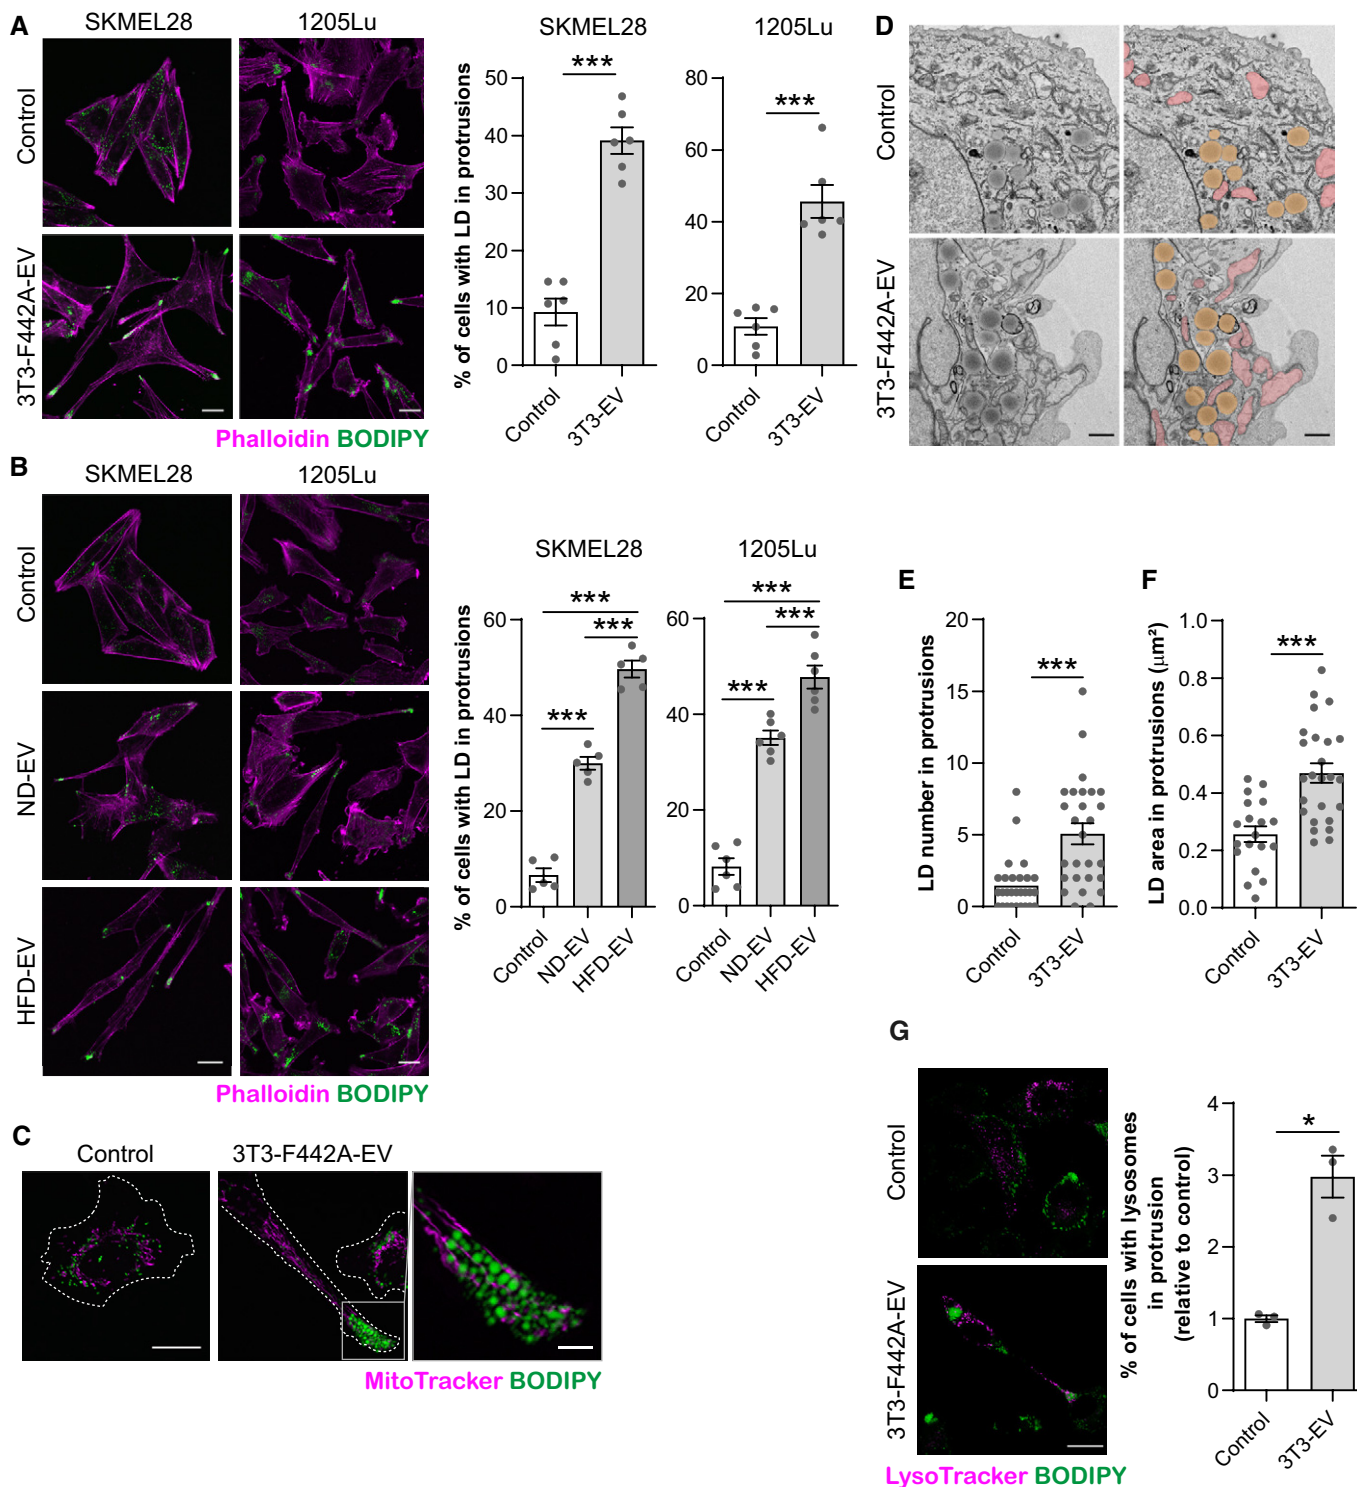 A
SKMEL28
1205Lu
Control
3T3-F442A-EV
Phalloidin BODIPY
SKMEL28
1205Lu
% of cells with LD in protrusions
50
40
30
20
10
0
***
Control
3T3-EV
80
60
40
20
0
***
Control
3T3-EV
D
Control
3T3-F442A-EV
B
SKMEL28
1205Lu
Control
ND-EV
HFD-EV
Phalloidin BODIPY
SKMEL28
1205Lu
% of cells with LD in protrusions
60
40
20
0
***
***
***
Control
ND-EV
HFD-EV
60
40
20
0
***
***
***
Control
ND-EV
HFD-EV
E
LD number in protrusions
20
15
10
5
0
***
Control
3T3-EV
F
LD area in protrusions (µm²)
1.0
0.8
0.6
0.4
0.2
0.0
***
Control
3T3-EV
C
Control
3T3-F442A-EV
MitoTracker BODIPY
G
Control
3T3-F442A-EV
LysoTracker BODIPY
% of cells with lysosomes
in protrusion
(relative to control)
4
3
2
1
0
*
Control
3T3-EV